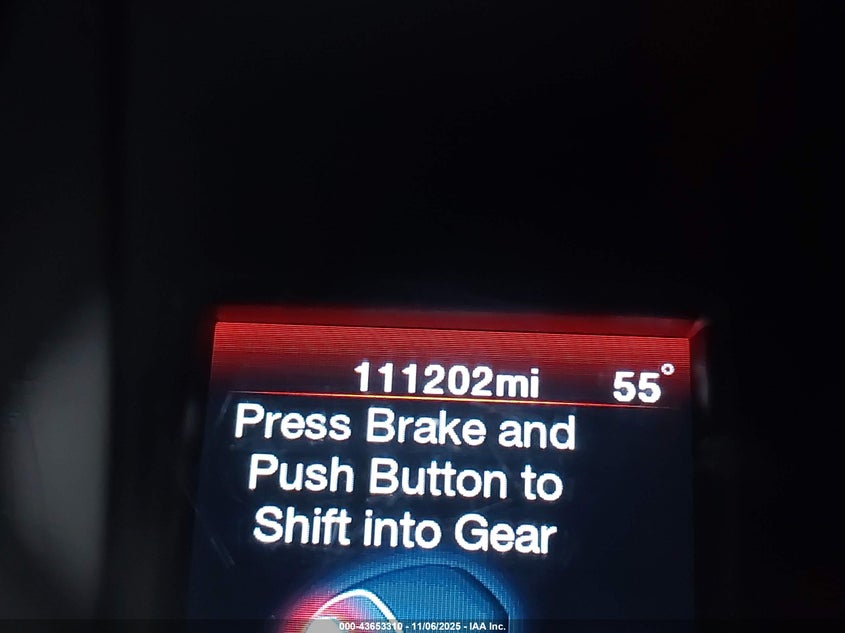 111202mi 55°
Press Brake and
Push Button to
Shift into Gear
000-43653310 - 11/06/2025 - IAA Inc.